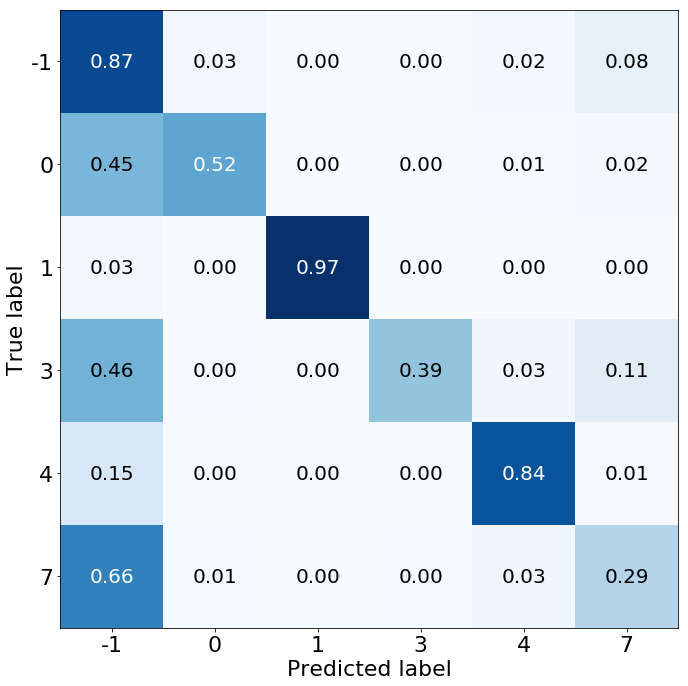 True label
-1 0.87 0.03 0.00 0.00 0.02 0.08
0 0.45 0.52 0.00 0.00 0.01 0.02
1 0.03 0.00 0.97 0.00 0.00 0.00
3 0.46 0.00 0.00 0.39 0.03 0.11
4 0.15 0.00 0.00 0.00 0.84 0.01
7 0.66 0.01 0.00 0.00 0.03 0.29
-1 0 1 3 4 7
Predicted label